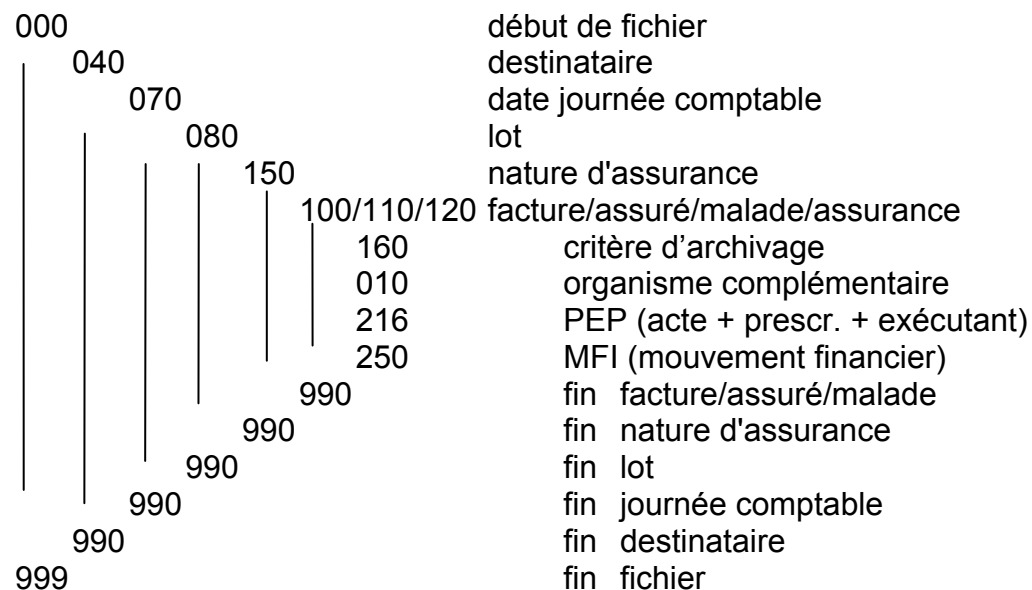 000 début de fichier
040 destinataire
070 date journée comptable
080 lot
150 nature d'assurance
100/110/120 facture/assuré/malade/assurance
160 critère d’archivage
010 organisme complémentaire
216 PEP (acte + prescr. + exécutant)
250 MFI (mouvement financier)
990 fin facture/assuré/malade
990 fin nature d'assurance
990 fin lot
990 fin journée comptable
990 fin destinataire
999 fin fichier